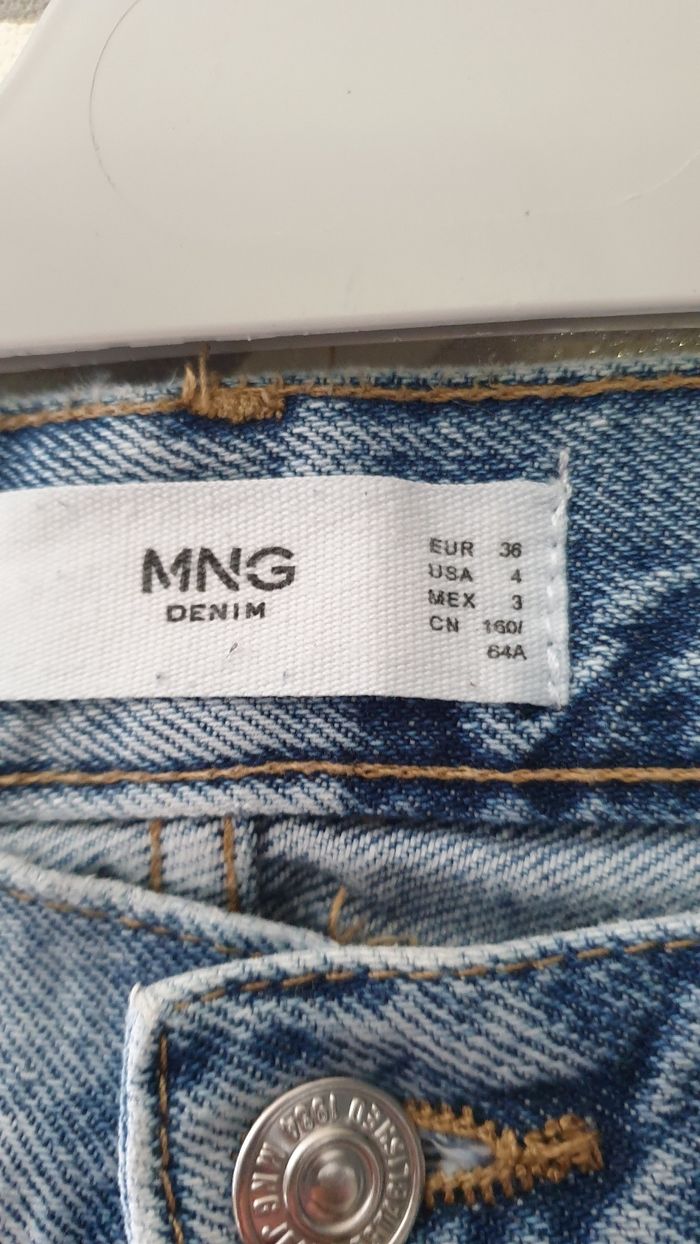 MNG
DENIM
EUR 36
USA 4
MEX 3
CN 160/
64A